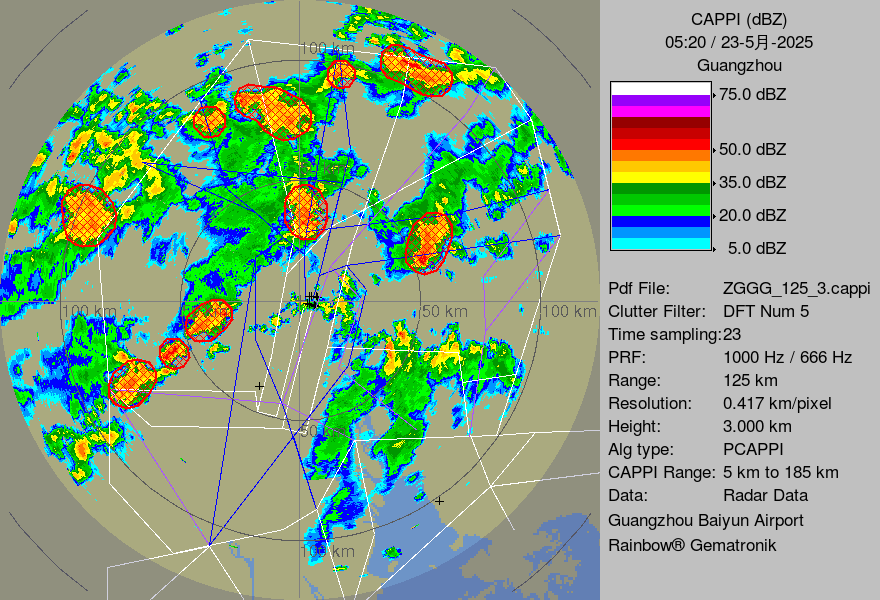 CAPPI (dBZ)
05:20 / 23-5月-2025
Guangzhou
75.0 dBZ
50.0 dBZ
35.0 dBZ
20.0 dBZ
5.0 dBZ
Pdf File: ZGGG_125_3.cappi
Clutter Filter: DFT Num 5
Time sampling:23
PRF: 1000 Hz / 666 Hz
Range: 125 km
Resolution: 0.417 km/pixel
Height: 3.000 km
Alg type: PCAPPI
CAPPI Range: 5 km to 185 km
Data: Radar Data
Guangzhou Baiyun Airport
Rainbow® Gematronik
100 km
100 km
50 km
100 km
50 km
100 km